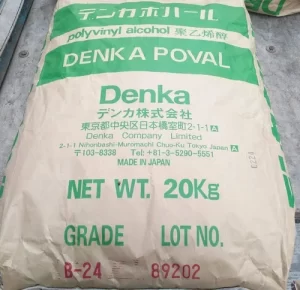 デンカポバール
polyvinyl alcohol 聚乙烯醇
DENKA POVAL
Denka
デンカ株式会社
東京都中央区日本橋室町2-1-1 A
Denka Company Limited
2-1-1 Nihonbashi-Muromachi Chuo-Ku Tokyo Japan A
〒103-8338 Tel +81-3-5290-5551
MADE IN JAPAN
NET WT. 20Kg
GRADE LOT NO.
B-24 89202